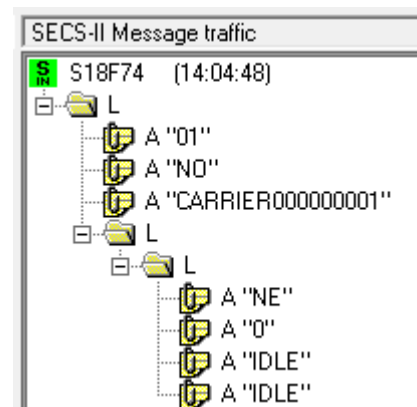 SECS-II Message traffic
S IN S18F74 (14:04:48)
L
A "01"
A "NO"
A "CARRIER000000001"
L
L
A "NE"
A "0"
A "IDLE"
A "IDLE"